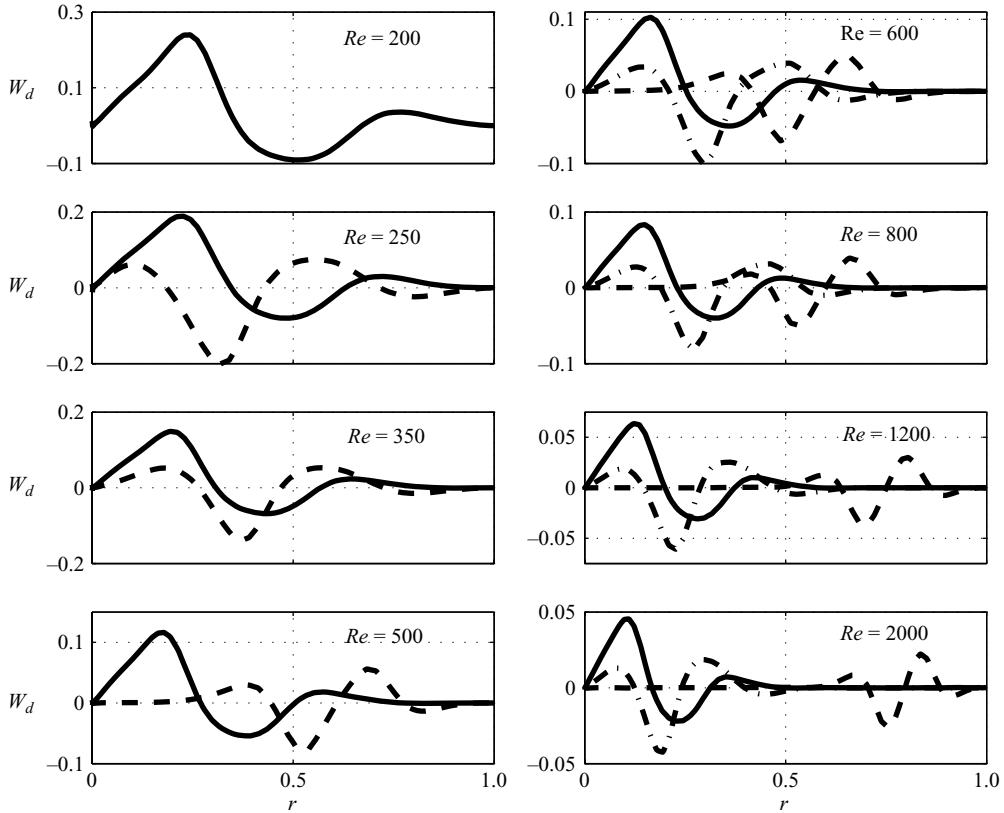 0.3
0.1
–0.1
W_d
Re = 200
0.2
0
–0.2
W_d
Re = 250
0.2
0
–0.2
W_d
Re = 350
0.1
0
–0.1
W_d
Re = 500
0
0.5
1.0
r
0.1
0
–0.1
Re = 600
0.1
0
–0.1
Re = 800
0.05
0
–0.05
Re = 1200
0.05
0
–0.05
Re = 2000
0
0.5
1.0
r